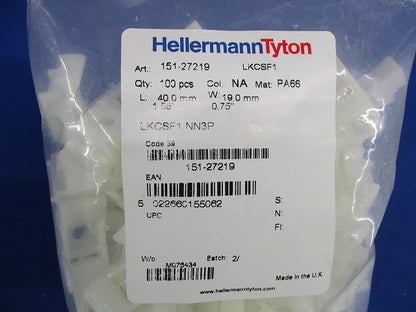 HellermannTyton
Art.: 151-27219 LKCSF1
Qty: 100 pcs Col. NA Mat: PA66
L: 40.0 mm W: 19.0 mm
1.58" 0.75"
LKCSF1,NN3P
Code 39
151-27219
EAN
5 022660155062 S:
UPC N:
FI:
W/o. M075434 Batch: 2/
Made in the U.K.
www.hellermanntyton.com